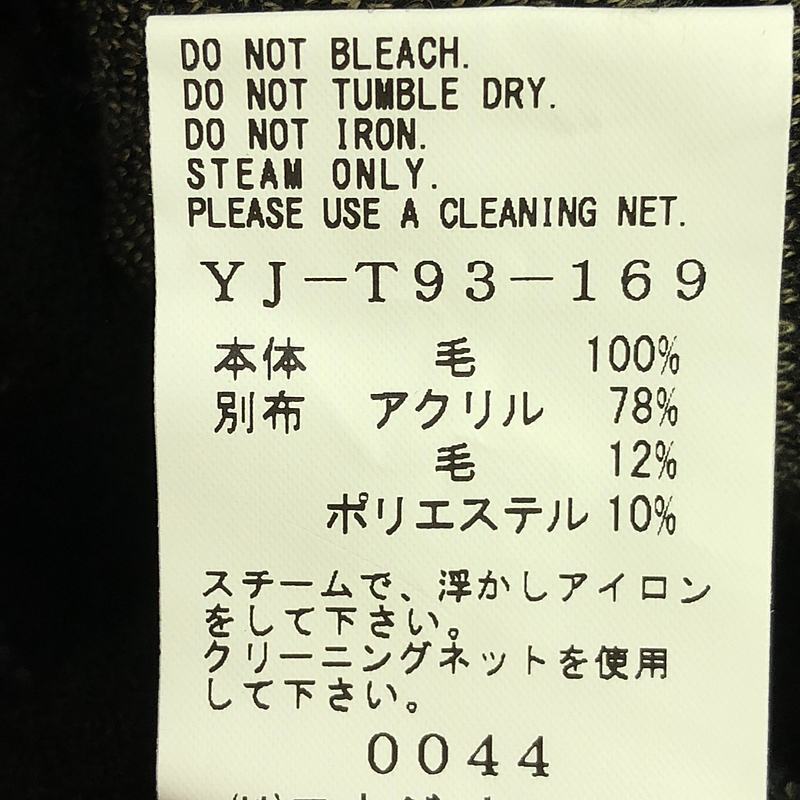 DO NOT BLEACH.
DO NOT TUMBLE DRY.
DO NOT IRON.
STEAM ONLY.
PLEASE USE A CLEANING NET.
YJ－T93－169
本体 毛 100%
別布 アクリル 78%
毛 12%
ポリエステル 10%
スチームで、浮かしアイロン
をして下さい。
クリーニングネットを使用
して下さい。
0044